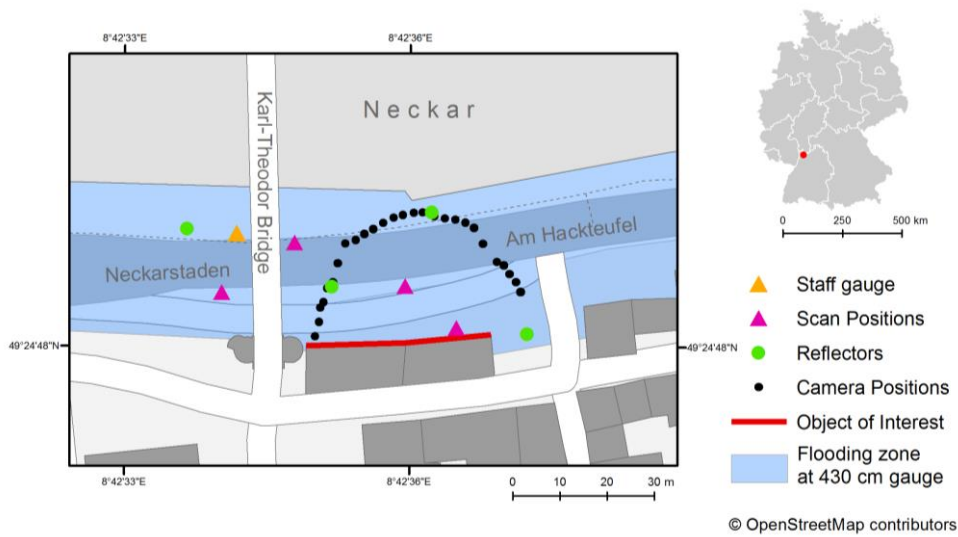 8°42'33"E
8°42'36"E
Neckar
Karl-Theodor Bridge
Am Hackteufel
Neckarstaden
49°24'48"N
49°24'48"N
8°42'33"E
8°42'36"E
0 10 20 30 m
0 250 500 km
Staff gauge
Scan Positions
Reflectors
Camera Positions
Object of Interest
Flooding zone
at 430 cm gauge
© OpenStreetMap contributors